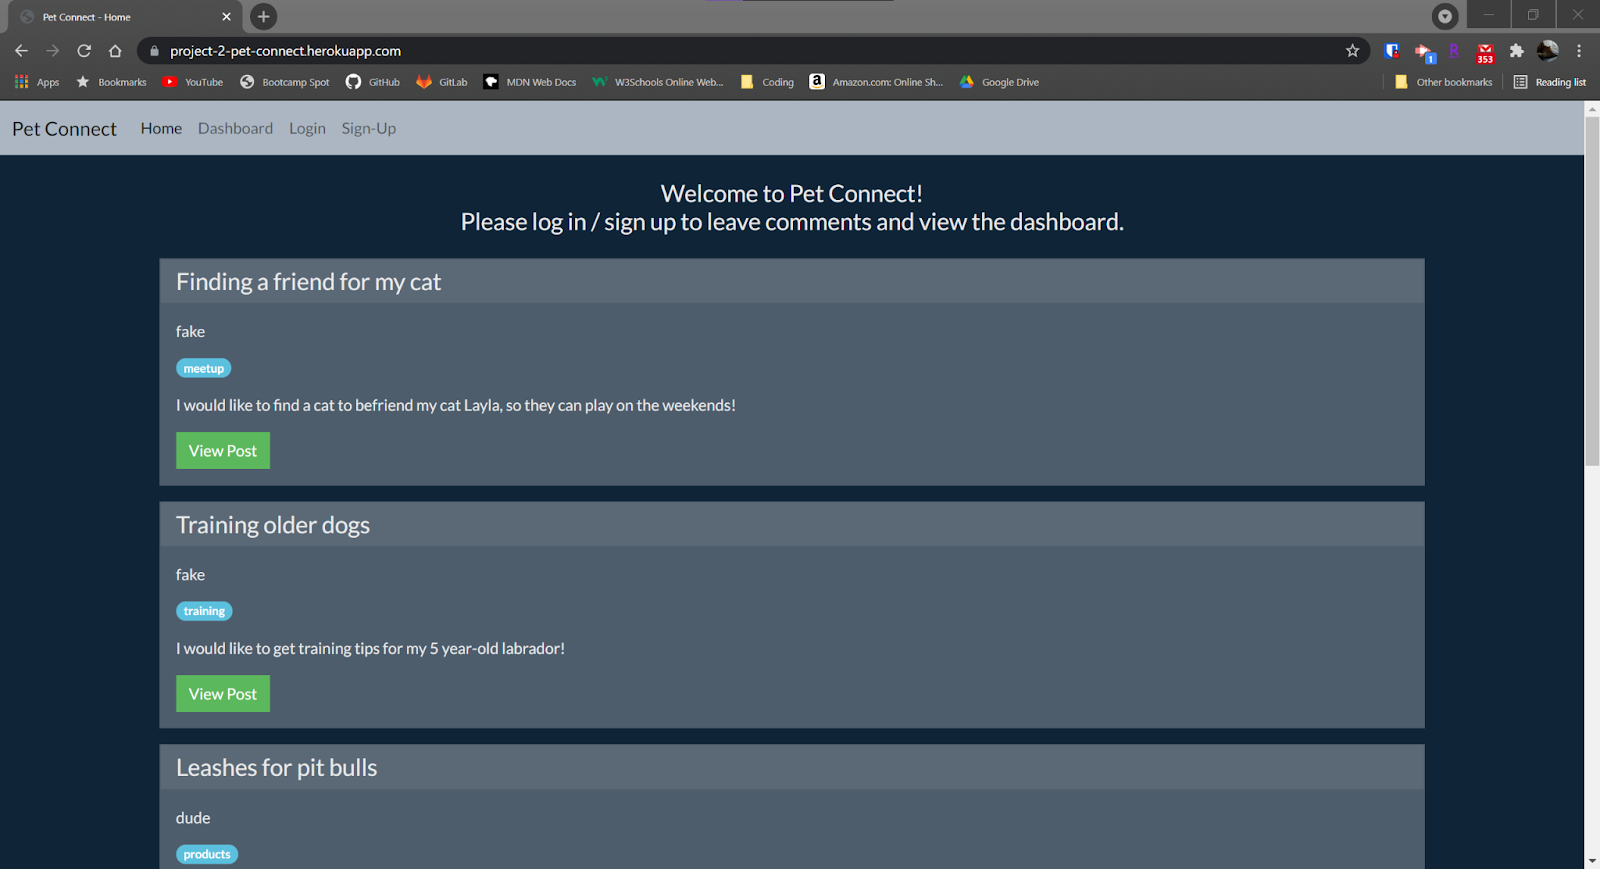 Pet Connect - Home
project-2-pet-connect.herokuapp.com
353
1
Apps Bookmarks YouTube Bootcamp Spot GitHub GitLab MDN Web Docs W3Schools Online Web... Coding a Amazon.com: Online Sh... Google Drive Other bookmarks Reading list
Pet Connect Home Dashboard Login Sign-Up
Welcome to Pet Connect!
Please log in / sign up to leave comments and view the dashboard.
Finding a friend for my cat
fake
meetup
I would like to find a cat to befriend my cat Layla, so they can play on the weekends!
View Post
Training older dogs
fake
training
I would like to get training tips for my 5 year-old labrador!
View Post
Leashes for pit bulls
dude
products